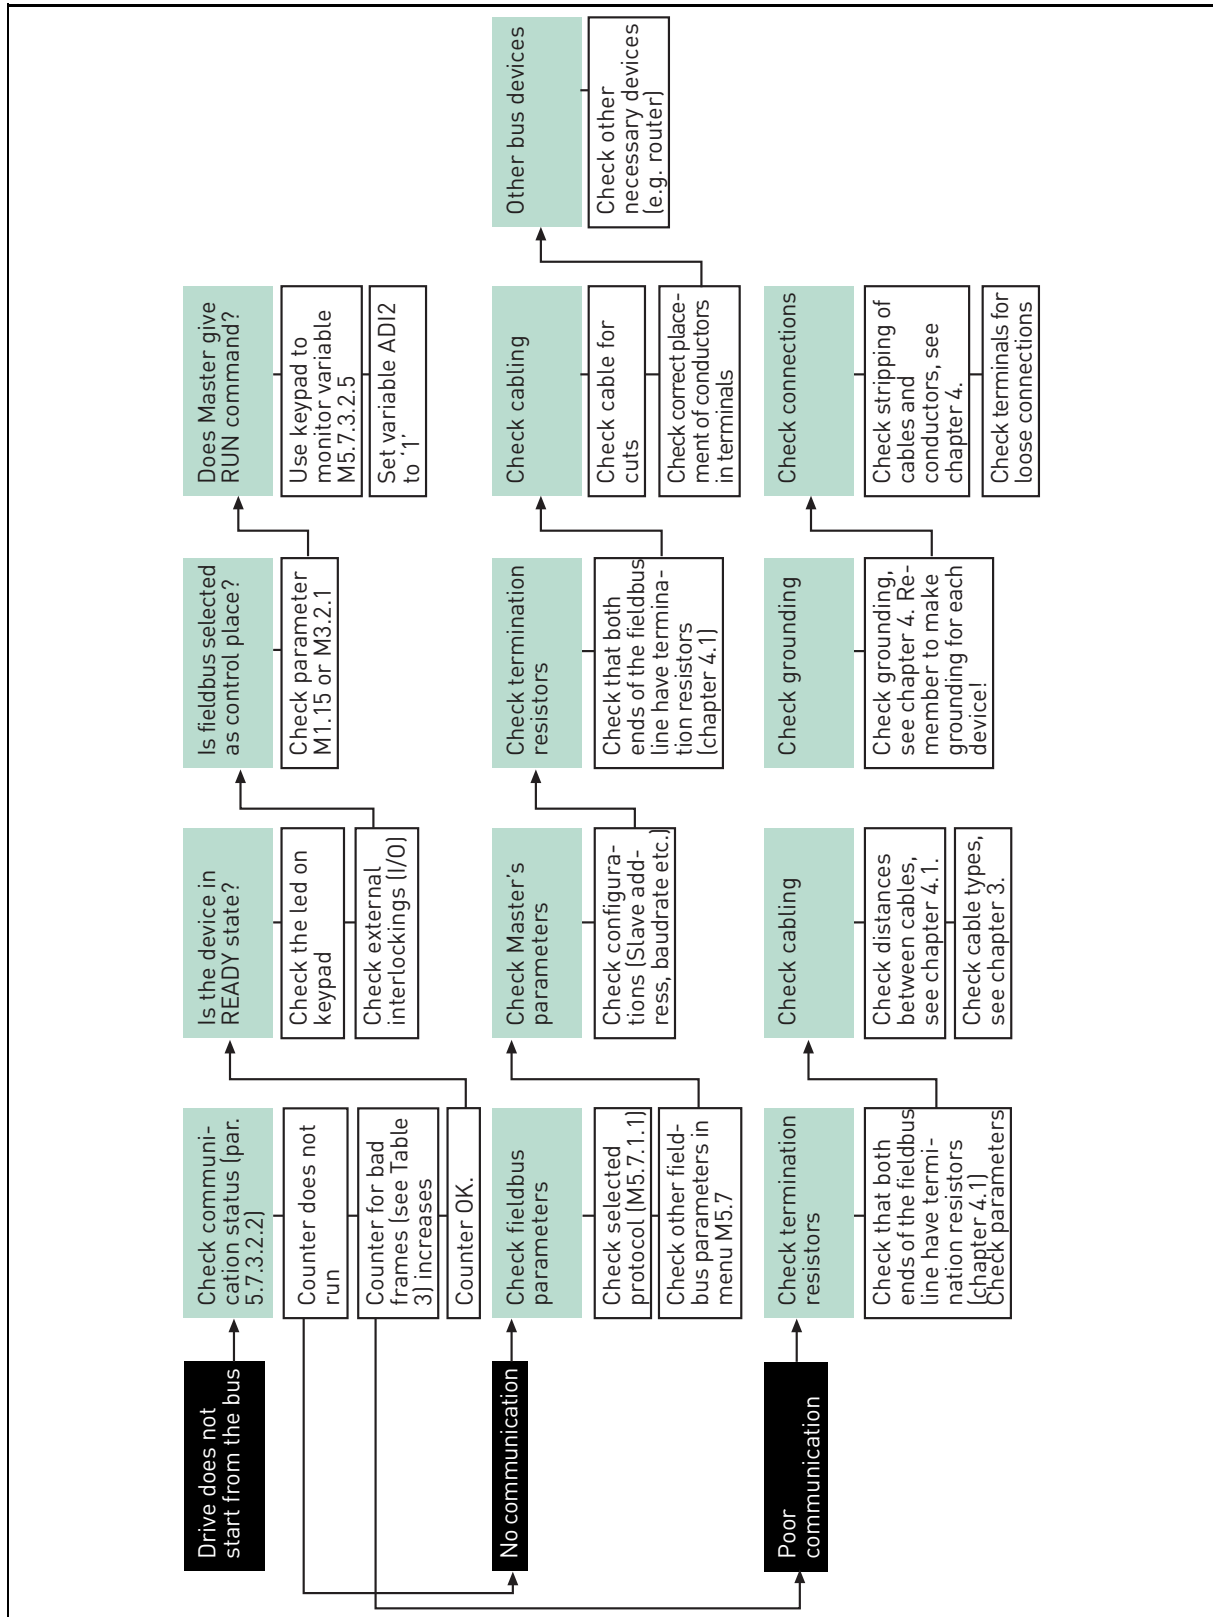 Drive does not
start from the bus
Check communi-
cation status (par.
5.7.3.2.2)
Counter does not
run
Counter for bad
frames (see Table
3) increases
Counter OK.
Is the device in
READY state?
Check the led on
keypad
Check external
interlockings (I/O)
Is fieldbus selected
as control place?
Check parameter
M1.15 or M3.2.1
Does Master give
RUN command?
Use keypad to
monitor variable
M5.7.3.2.5
Set variable ADI2
to ‘1’
No communication
Check fieldbus
parameters
Check selected
protocol (M5.7.1.1)
Check other field-
bus parameters in
menu M5.7
Check Master’s
parameters
Check configura-
tions (Slave add-
ress, baudrate etc.)
Check termination
resistors
Check that both
ends of the fieldbus
line have termina-
tion resistors
(chapter 4.1)
Check cabling
Check cable for
cuts
Check correct place-
ment of conductors
in terminals
Other bus devices
Check other
necessary devices
(e.g. router)
Poor
communication
Check termination
resistors
Check that both
ends of the fieldbus
line have termi-
nation resistors
(chapter 4.1)
Check parameters
Check cabling
Check distances
between cables,
see chapter 4.1.
Check cable types,
see chapter 3.
Check grounding
Check grounding,
see chapter 4. Re-
member to make
grounding for each
device!
Check connections
Check stripping of
cables and
conductors, see
chapter 4.
Check terminals for
loose connections